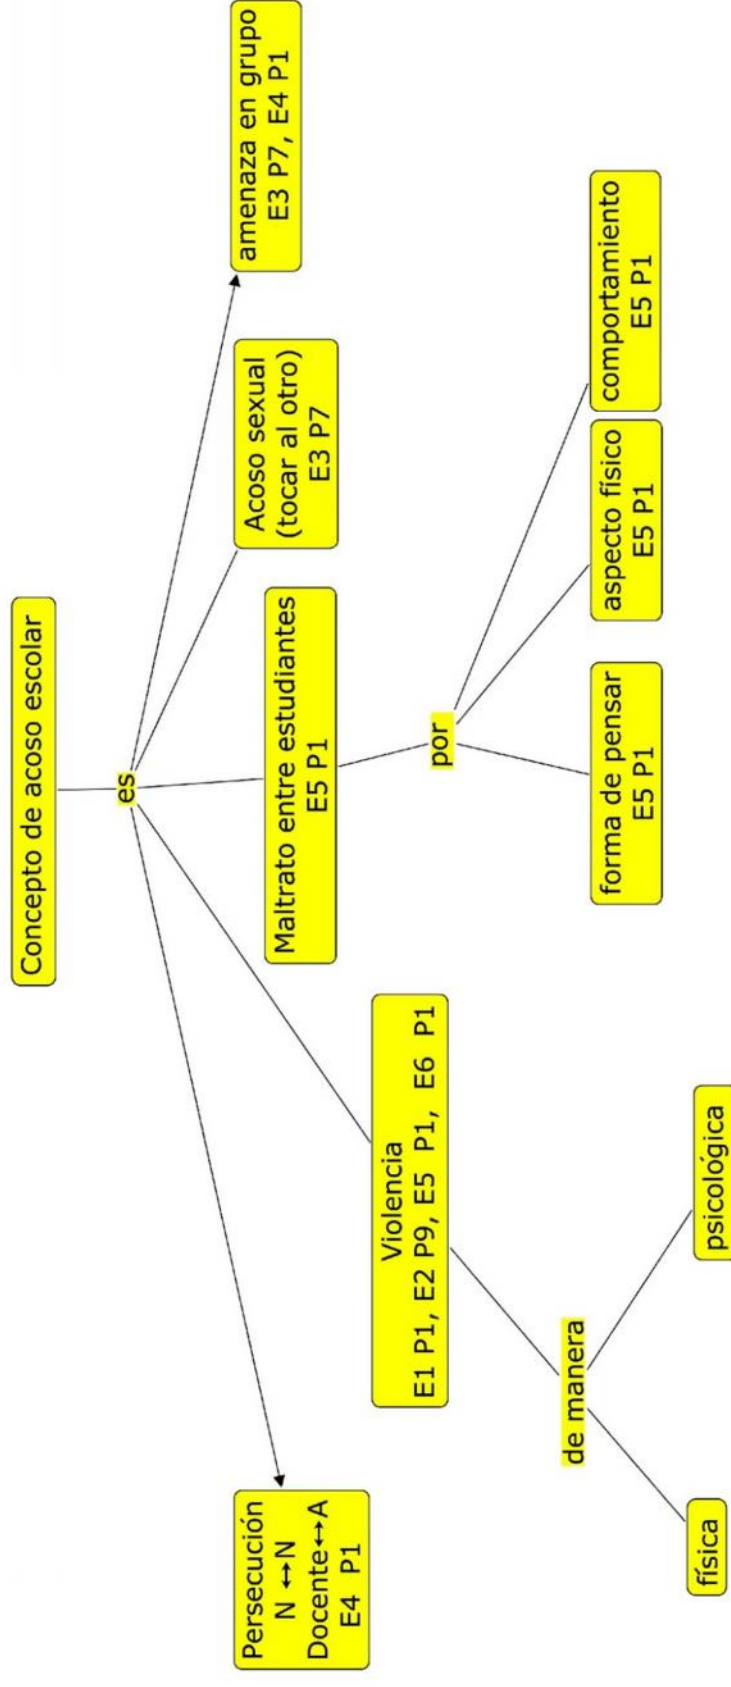 Concepto de acoso escolar
es
Persecución
N ↔N
Docente↔A
E4 P1
Violencia
E1 P1, E2 P9, E5 P1, E6 P1
de manera
física
psicológica
Maltrato entre estudiantes
E5 P1
por
forma de pensar
E5 P1
aspecto físico
E5 P1
comportamiento
E5 P1
Acoso sexual
(tocar al otro)
E3 P7
amenaza en grupo
E3 P7, E4 P1